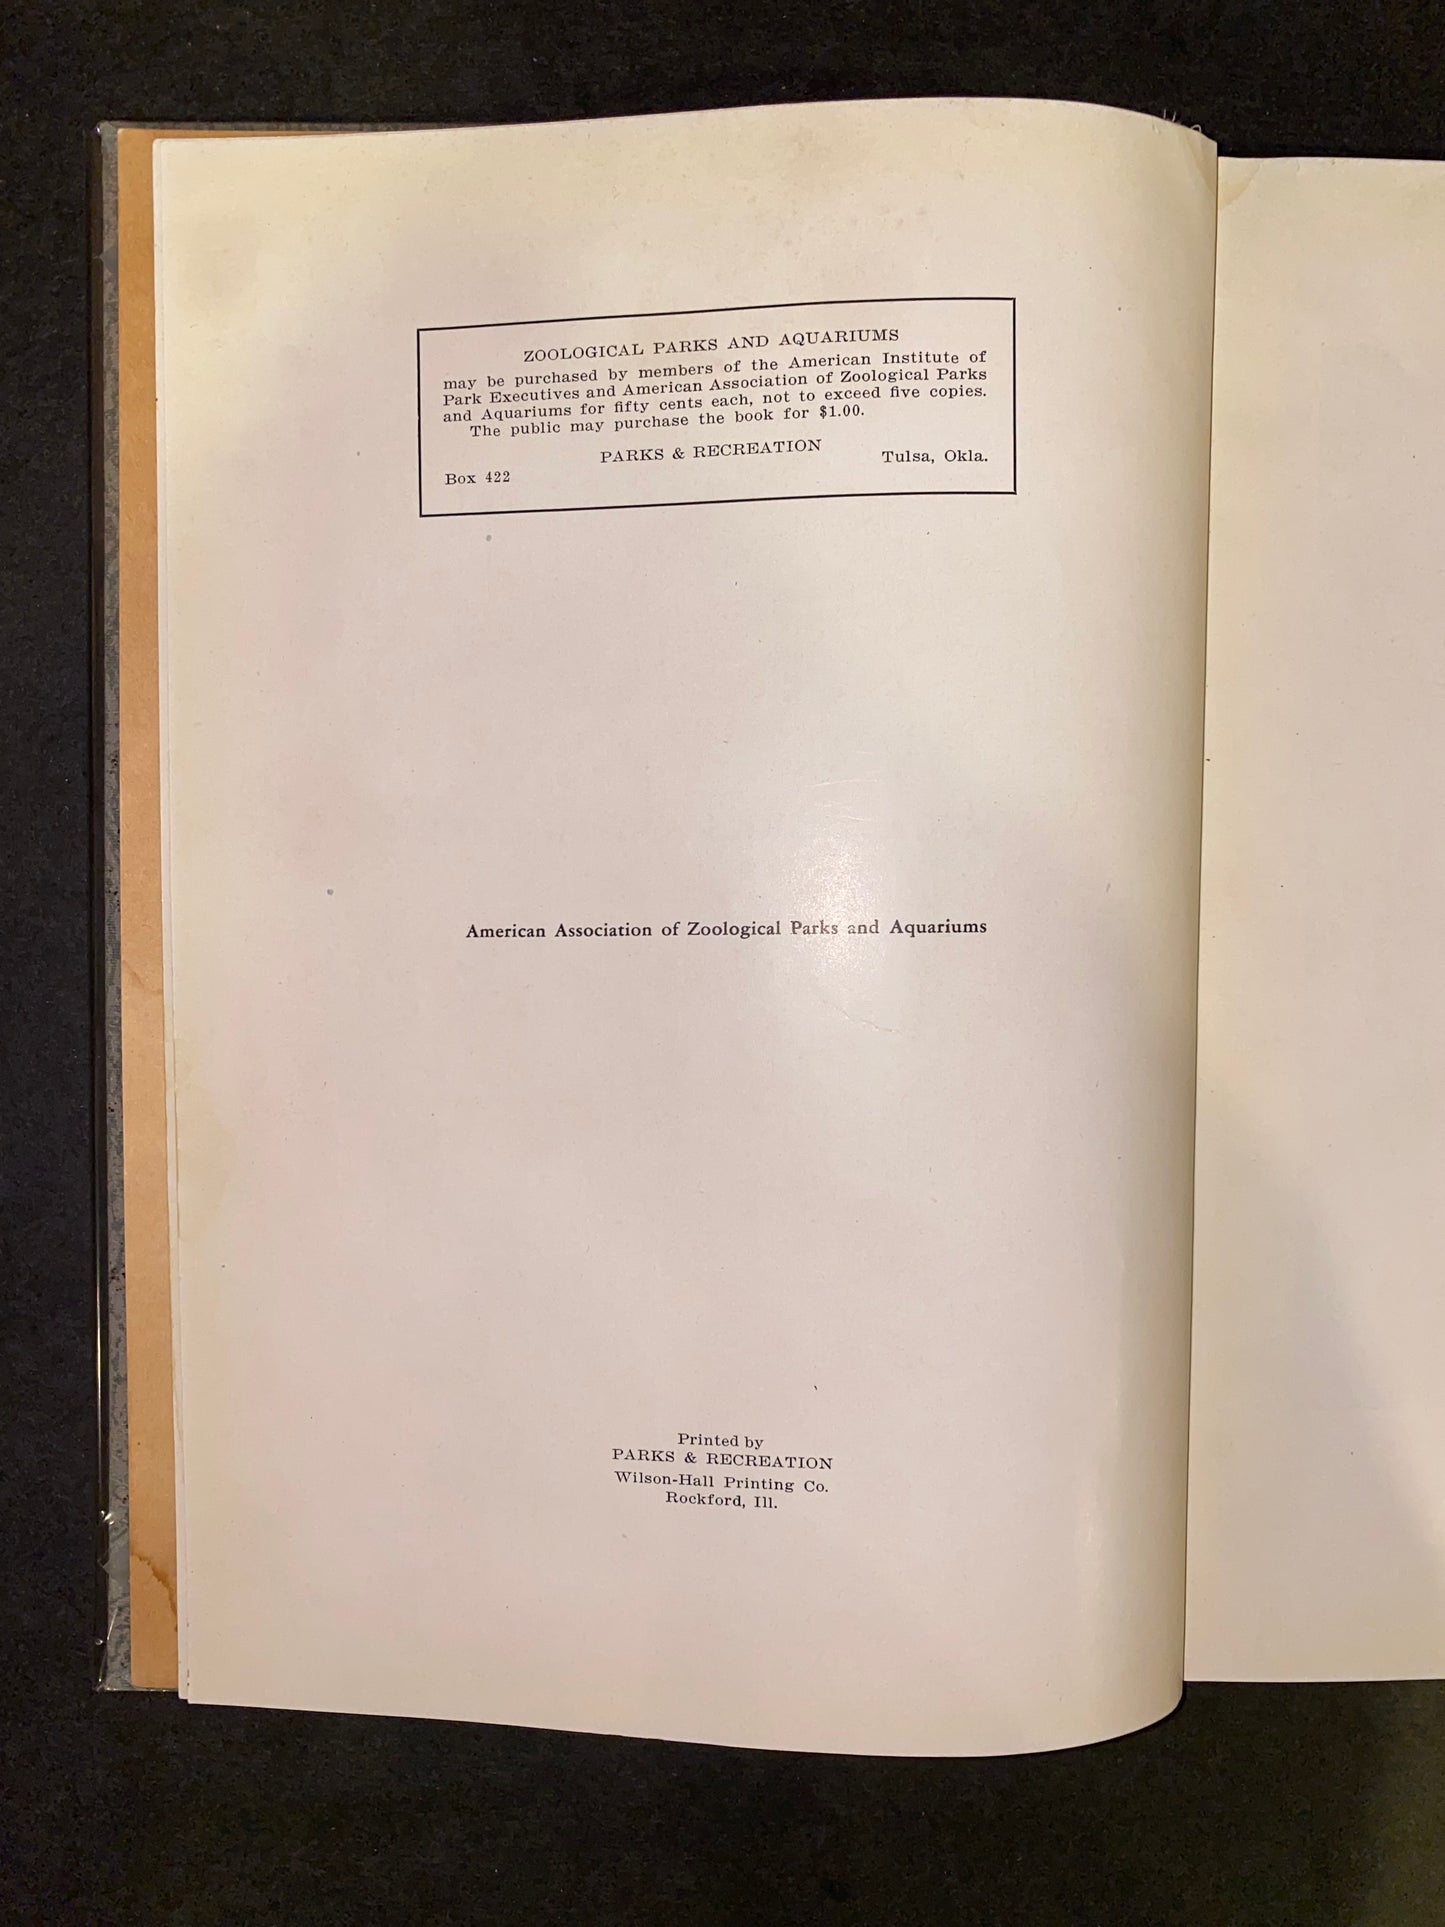 ZOOLOGICAL PARKS AND AQUARIUMS
may be purchased by members of the American Institute of
Park Executives and American Association of Zoological Parks
and Aquariums for fifty cents each, not to exceed five copies.
The public may purchase the book for $1.00.
PARKS & RECREATION
Box 422 Tulsa, Okla.
American Association of Zoological Parks and Aquariums
Printed by
PARKS & RECREATION
Wilson-Hall Printing Co.
Rockford, Ill.